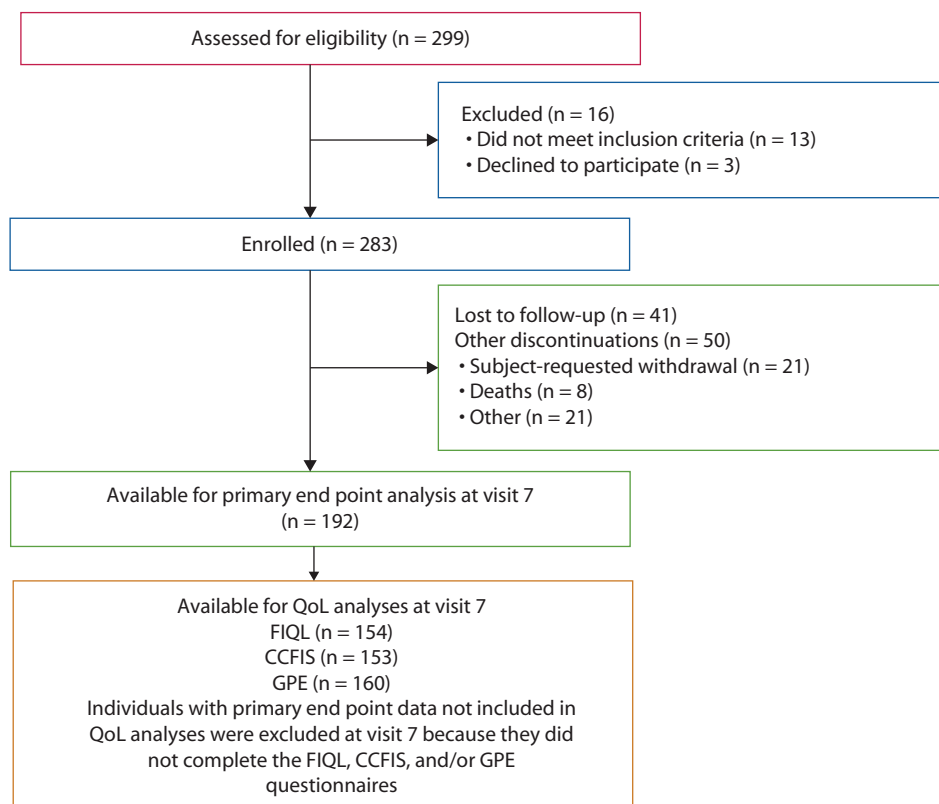 Assessed for eligibility (n = 299)
Excluded (n = 16)
• Did not meet inclusion criteria (n = 13)
• Declined to participate (n = 3)
Enrolled (n = 283)
Lost to follow-up (n = 41)
Other discontinuations (n = 50)
• Subject-requested withdrawal (n = 21)
• Deaths (n = 8)
• Other (n = 21)
Available for primary end point analysis at visit 7
(n = 192)
Available for QoL analyses at visit 7
FIQL (n = 154)
CCFIS (n = 153)
GPE (n = 160)
Individuals with primary end point data not included in
QoL analyses were excluded at visit 7 because they did
not complete the FIQL, CCFIS, and/or GPE
questionnaires